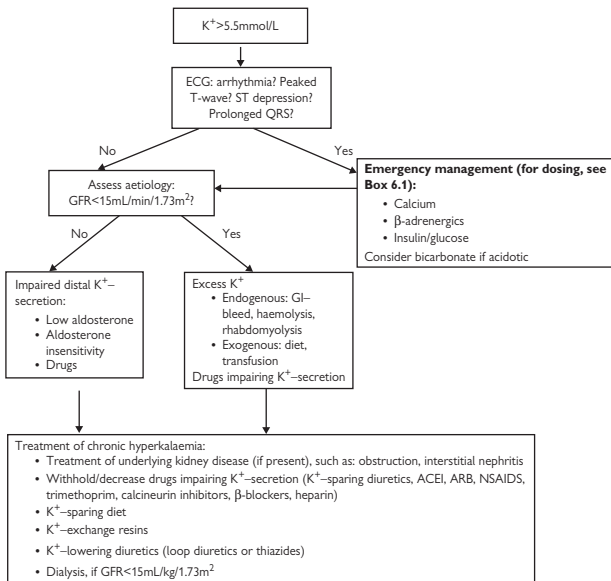 K⁺>5.5mmol/L
ECG: arrhythmia? Peaked
T-wave? ST depression?
Prolonged QRS?
No
Yes
Assess aetiology:
GFR<15mL/min/1.73m²?
Emergency management (for dosing, see
Box 6.1):
• Calcium
• β-adrenergics
• Insulin/glucose
Consider bicarbonate if acidotic
No
Yes
Impaired distal K⁺–
secretion:
• Low aldosterone
• Aldosterone
insensitivity
• Drugs
Excess K⁺
• Endogenous: GI–
bleed, haemolysis,
rhabdomyolysis
• Exogenous: diet,
transfusion
Drugs impairing K⁺–secretion
Treatment of chronic hyperkalaemia:
• Treatment of underlying kidney disease (if present), such as: obstruction, interstitial nephritis
• Withhold/decrease drugs impairing K⁺–secretion (K⁺–sparing diuretics, ACEI, ARB, NSAIDS,
trimethoprim, calcineurin inhibitors, β-blockers, heparin)
• K⁺–sparing diet
• K⁺–exchange resins
• K⁺–lowering diuretics (loop diuretics or thiazides)
• Dialysis, if GFR<15mL/kg/1.73m²